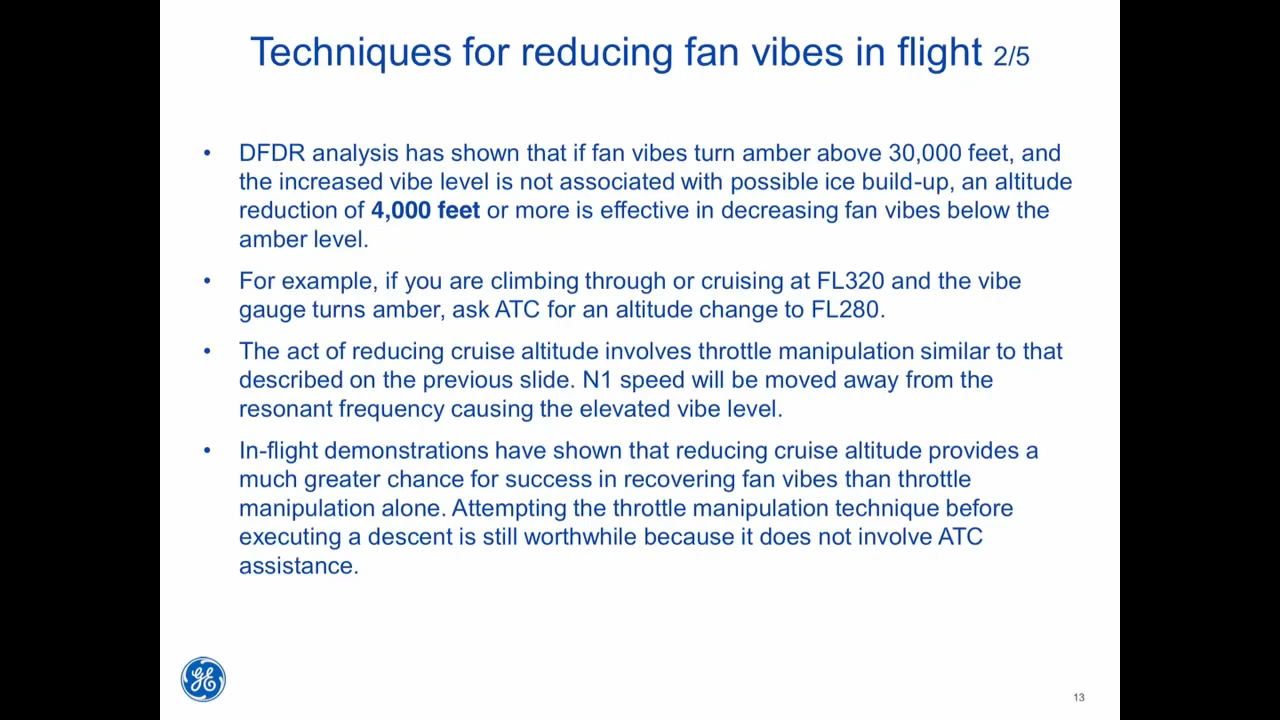 Techniques for reducing fan vibes in flight 2/5
• DFDR analysis has shown that if fan vibes turn amber above 30,000 feet, and
the increased vibe level is not associated with possible ice build-up, an altitude
reduction of 4,000 feet or more is effective in decreasing fan vibes below the
amber level.
• For example, if you are climbing through or cruising at FL320 and the vibe
gauge turns amber, ask ATC for an altitude change to FL280.
• The act of reducing cruise altitude involves throttle manipulation similar to that
described on the previous slide. N1 speed will be moved away from the
resonant frequency causing the elevated vibe level.
• In-flight demonstrations have shown that reducing cruise altitude provides a
much greater chance for success in recovering fan vibes than throttle
manipulation alone. Attempting the throttle manipulation technique before
executing a descent is still worthwhile because it does not involve ATC
assistance.
GE
13